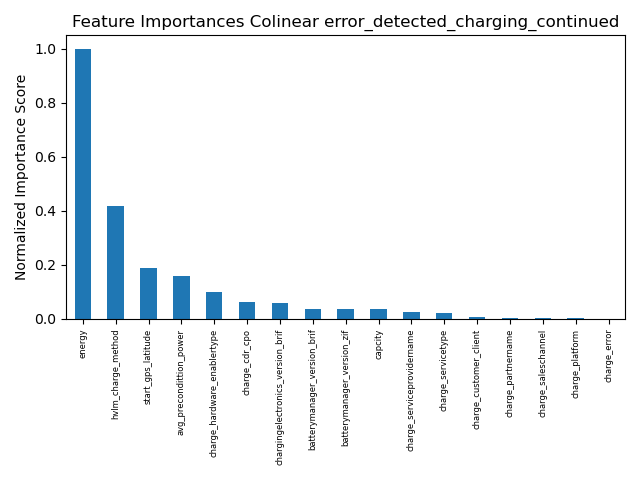 Feature Importances Colinear error_detected_charging_continued
Normalized Importance Score
1.0
0.8
0.6
0.4
0.2
0.0
energy
hvlm_charge_method
start_gps_latitude
avg_precondittion_power
charge_hardware_enablertype
charge_cdr_cpo
chargingelectronics_version_brif
batterymanager_version_brif
batterymanager_version_zif
capcity
charge_serviceprovidername
charge_servicetype
charge_customer_client
charge_partnername
charge_saleschannel
charge_platform
charge_error